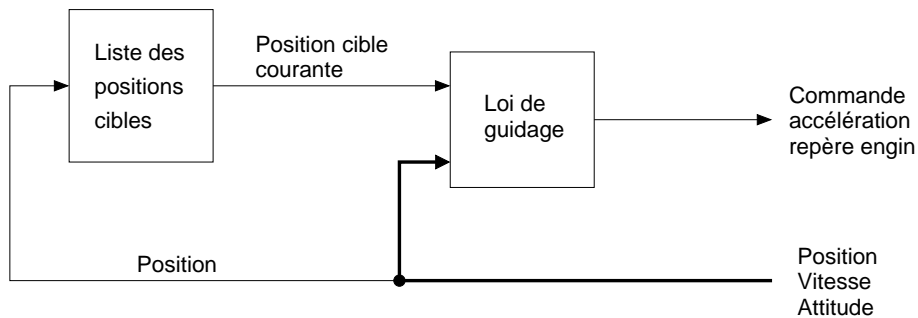 Liste des
positions
cibles
Position cible
courante
Loi de
guidage
Commande
accélération
repère engin
Position
Position
Vitesse
Attitude